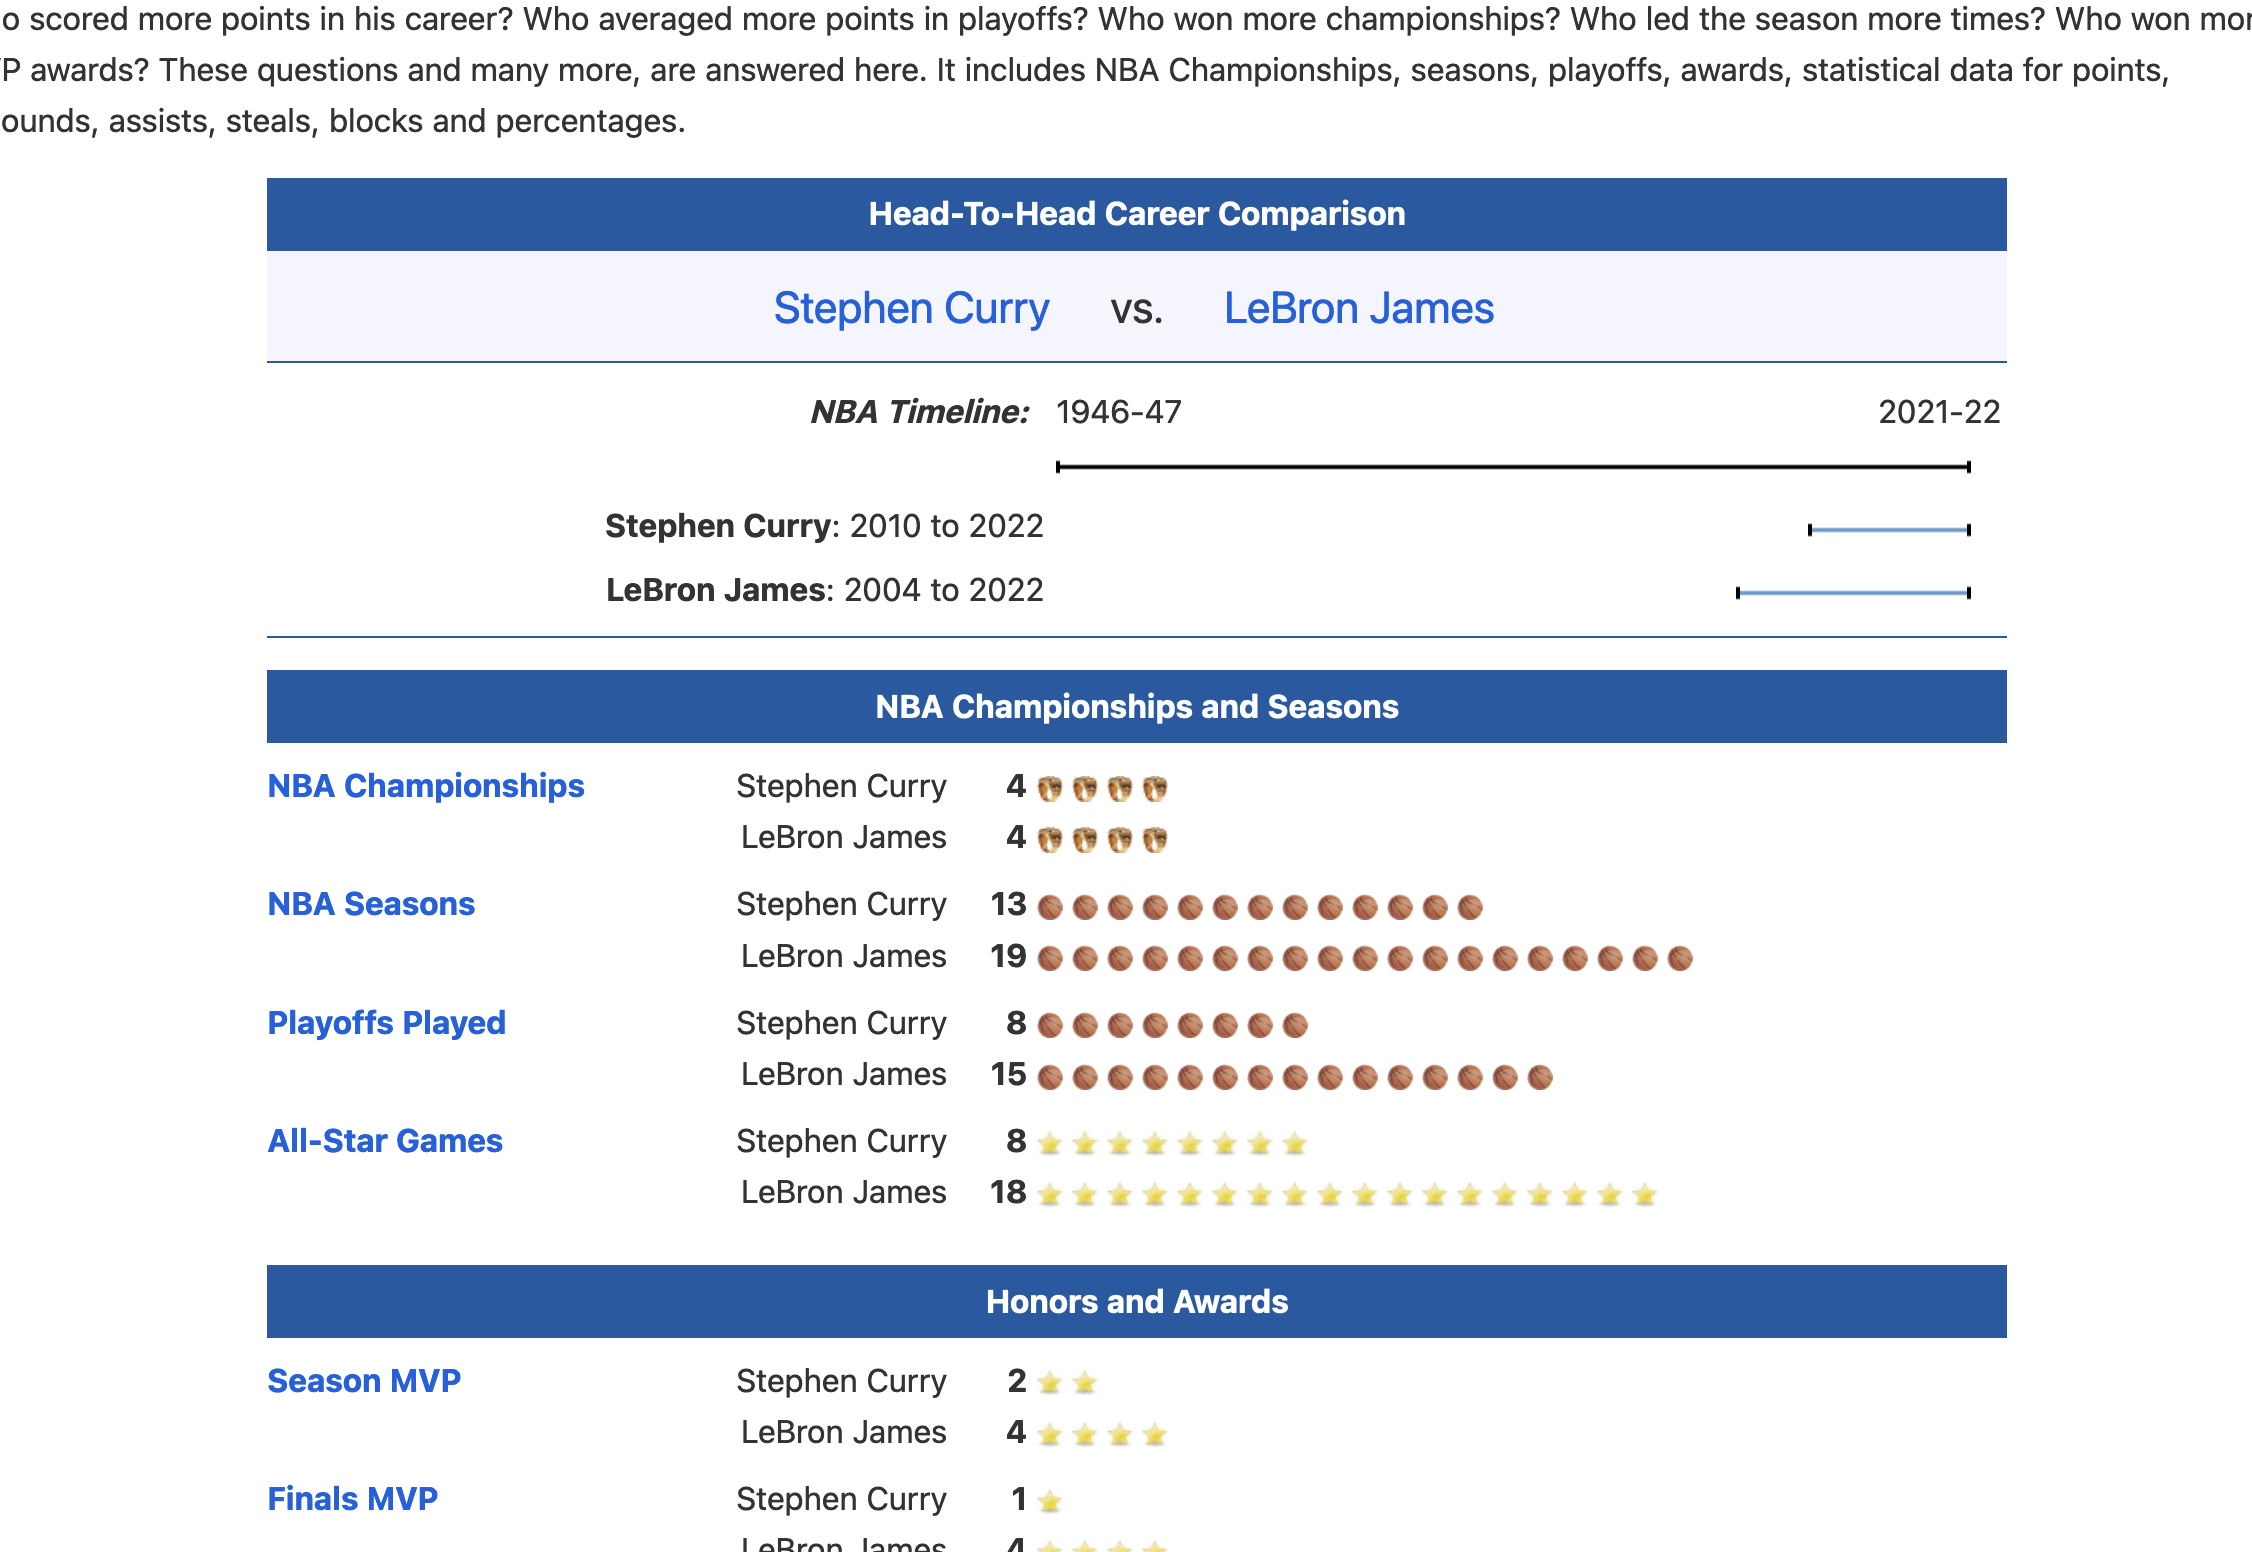 o scored more points in his career? Who averaged more points in playoffs? Who won more championships? Who led the season more times? Who won mor
P awards? These questions and many more, are answered here. It includes NBA Championships, seasons, playoffs, awards, statistical data for points,
ounds, assists, steals, blocks and percentages.
Head-To-Head Career Comparison
Stephen Curry vs. LeBron James
NBA Timeline: 1946-47 2021-22
Stephen Curry: 2010 to 2022
LeBron James: 2004 to 2022
NBA Championships and Seasons
NBA Championships Stephen Curry 4
LeBron James 4
NBA Seasons Stephen Curry 13
LeBron James 19
Playoffs Played Stephen Curry 8
LeBron James 15
All-Star Games Stephen Curry 8
LeBron James 18
Honors and Awards
Season MVP Stephen Curry 2
LeBron James 4
Finals MVP Stephen Curry 1
LeBron James 4